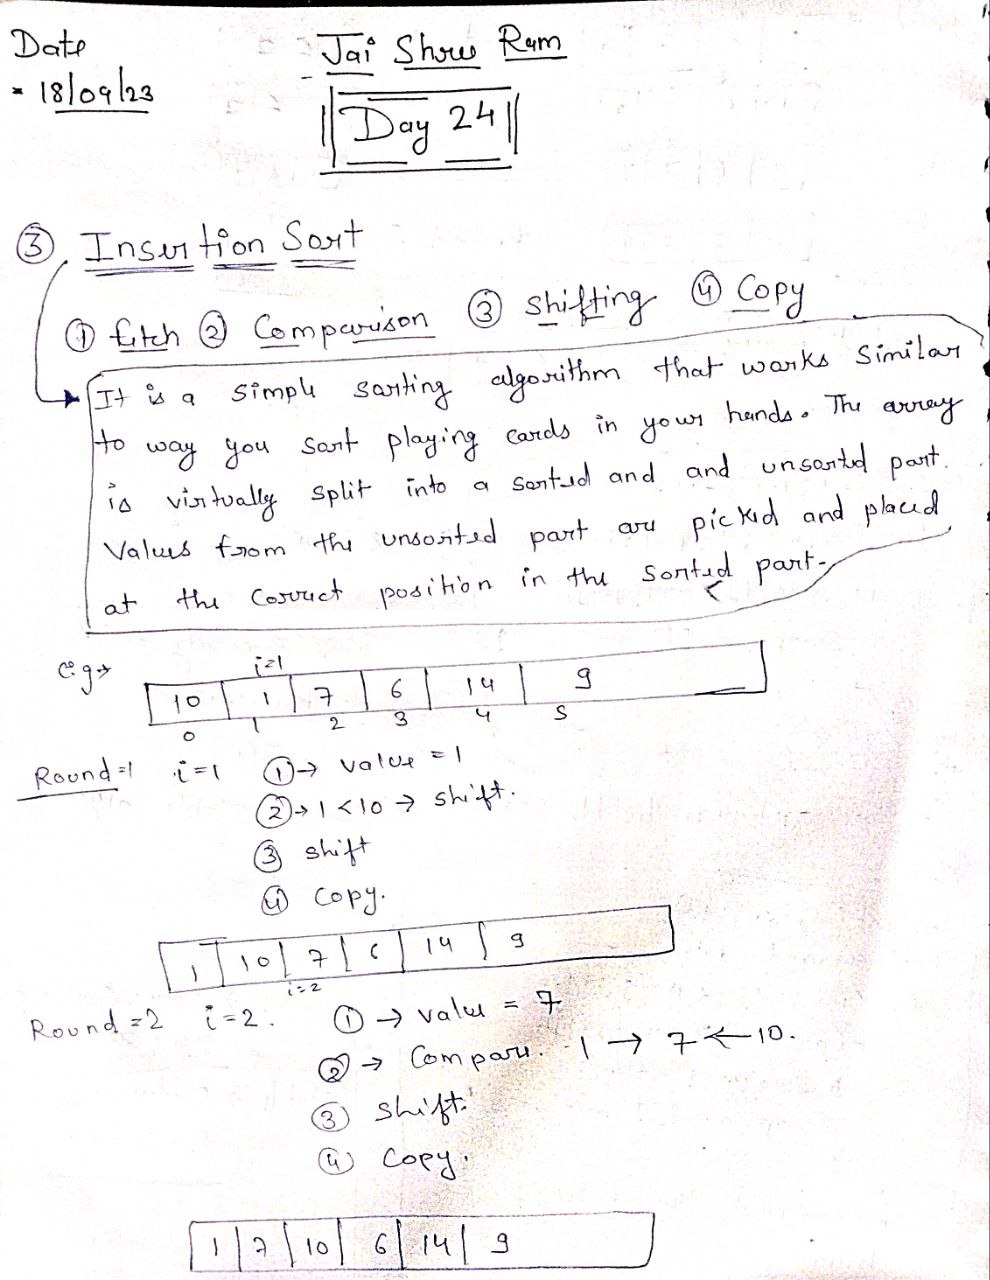 Date
18/09/23
Jai Shree Ram
Day 24
③ Insertion Sort
① fetch ② Comparison ③ Shifting ④ Copy
It is a simple sorting algorithm that works similar
to way you sort playing cards in your hands. The array
is virtually split into a sorted and and unsorted part.
Values from the unsorted part are picked and placed
at the correct position in the sorted part.
e.g→
i=1
10 1 7 6 14 9
0 1 2 3 4 5
Round=1 i=1 ①→ value = 1
②→ 1 < 10 → shift.
③ shift
④ copy.
1 10 7 6 14 9
i=2
Round=2 i=2. ①→ value = 7
②→ Compare. 1 → 7 ← 10.
③ shift.
④ Copy.
1 7 10 6 14 9